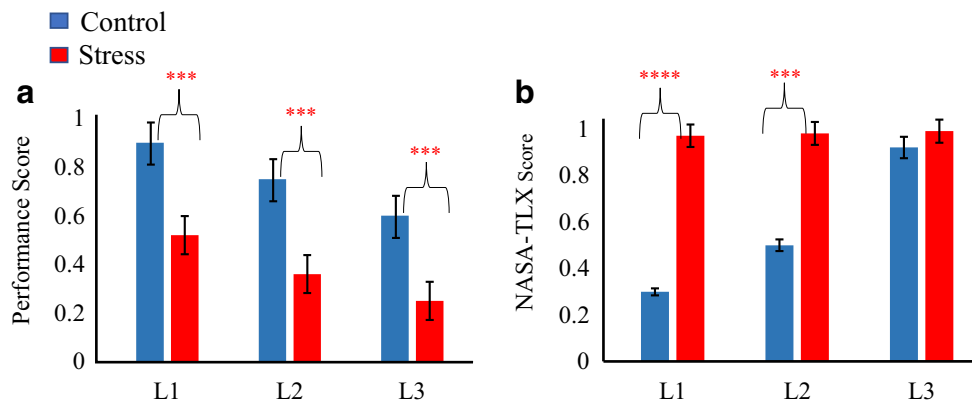 Control
Stress
a
***
***
***
Performance Score
1
0.8
0.6
0.4
0.2
0
L1
L2
L3
b
****
***
NASA-TLX Score
1
0.8
0.6
0.4
0.2
0
L1
L2
L3